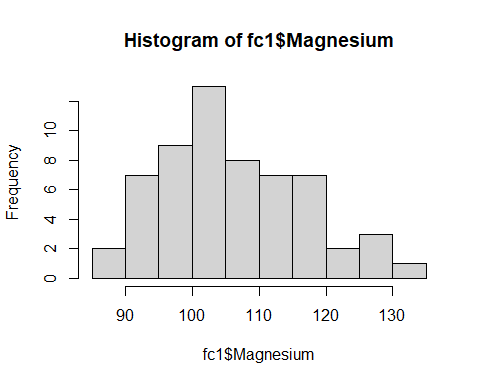 Histogram of fc1$Magnesium
Frequency
0 2 4 6 8 10
90 100 110 120 130
fc1$Magnesium